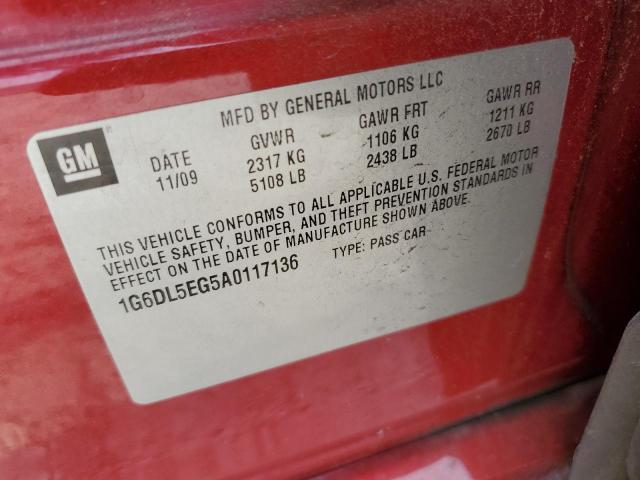 MFD BY GENERAL MOTORS LLC
GM
DATE GVWR GAWR FRT GAWR RR
11/09 2317 KG 1106 KG 1211 KG
5108 LB 2438 LB 2670 LB
THIS VEHICLE CONFORMS TO ALL APPLICABLE U.S. FEDERAL MOTOR
VEHICLE SAFETY, BUMPER, AND THEFT PREVENTION STANDARDS IN
EFFECT ON THE DATE OF MANUFACTURE SHOWN ABOVE.
1G6DL5EG5A0117136 TYPE: PASS CAR